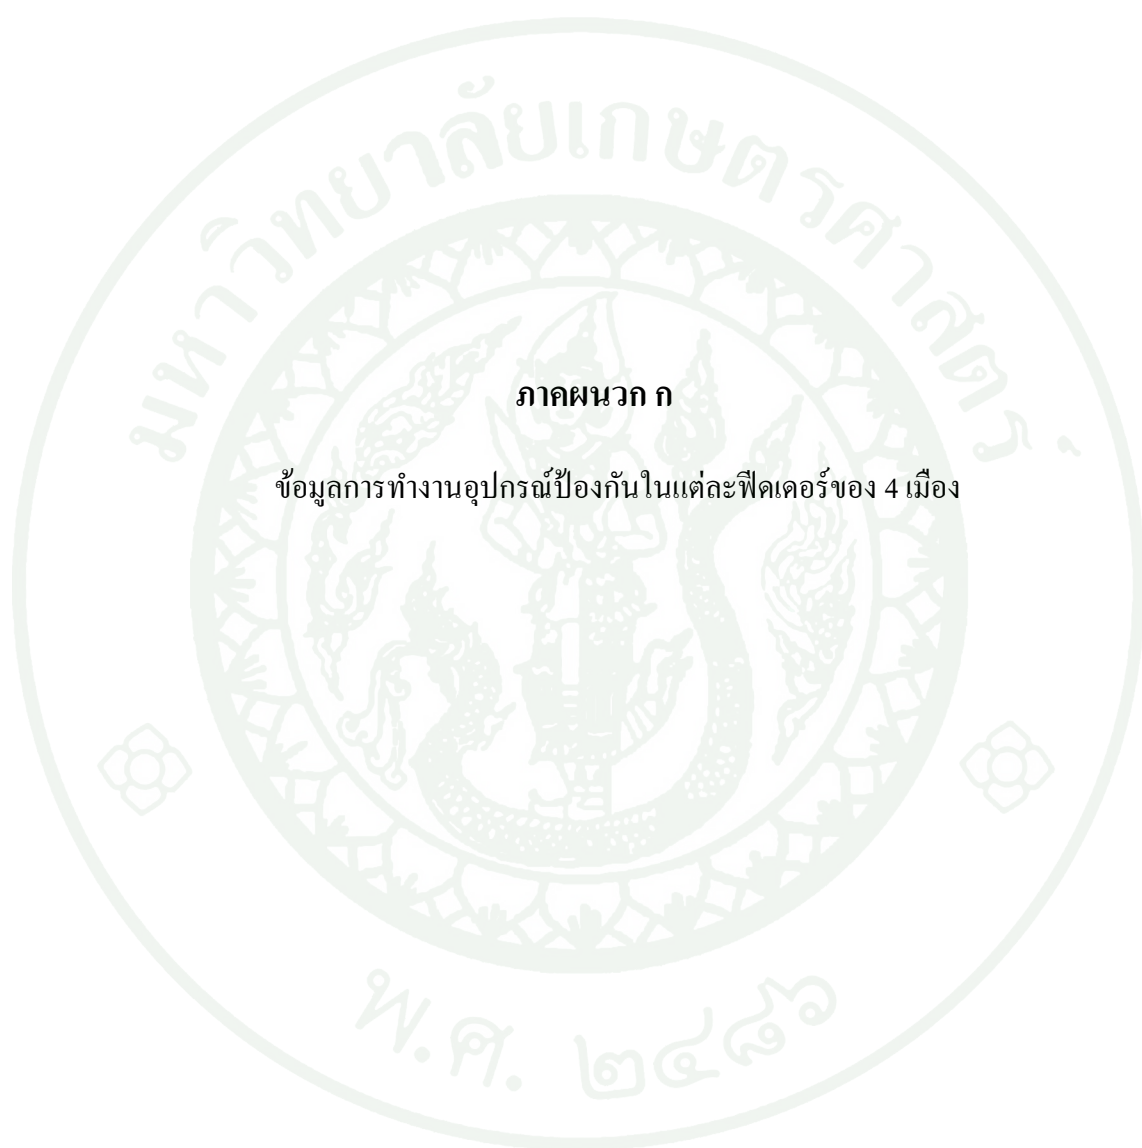 มหาวิทยาลัยเกษตรศาสตร์
ภาคผนวก ก
ข้อมูลการทำงานอุปกรณ์ป้องกันในแต่ละฟีดเดอร์ของ 4 เมือง
พ.ศ. ๒๔๘๖